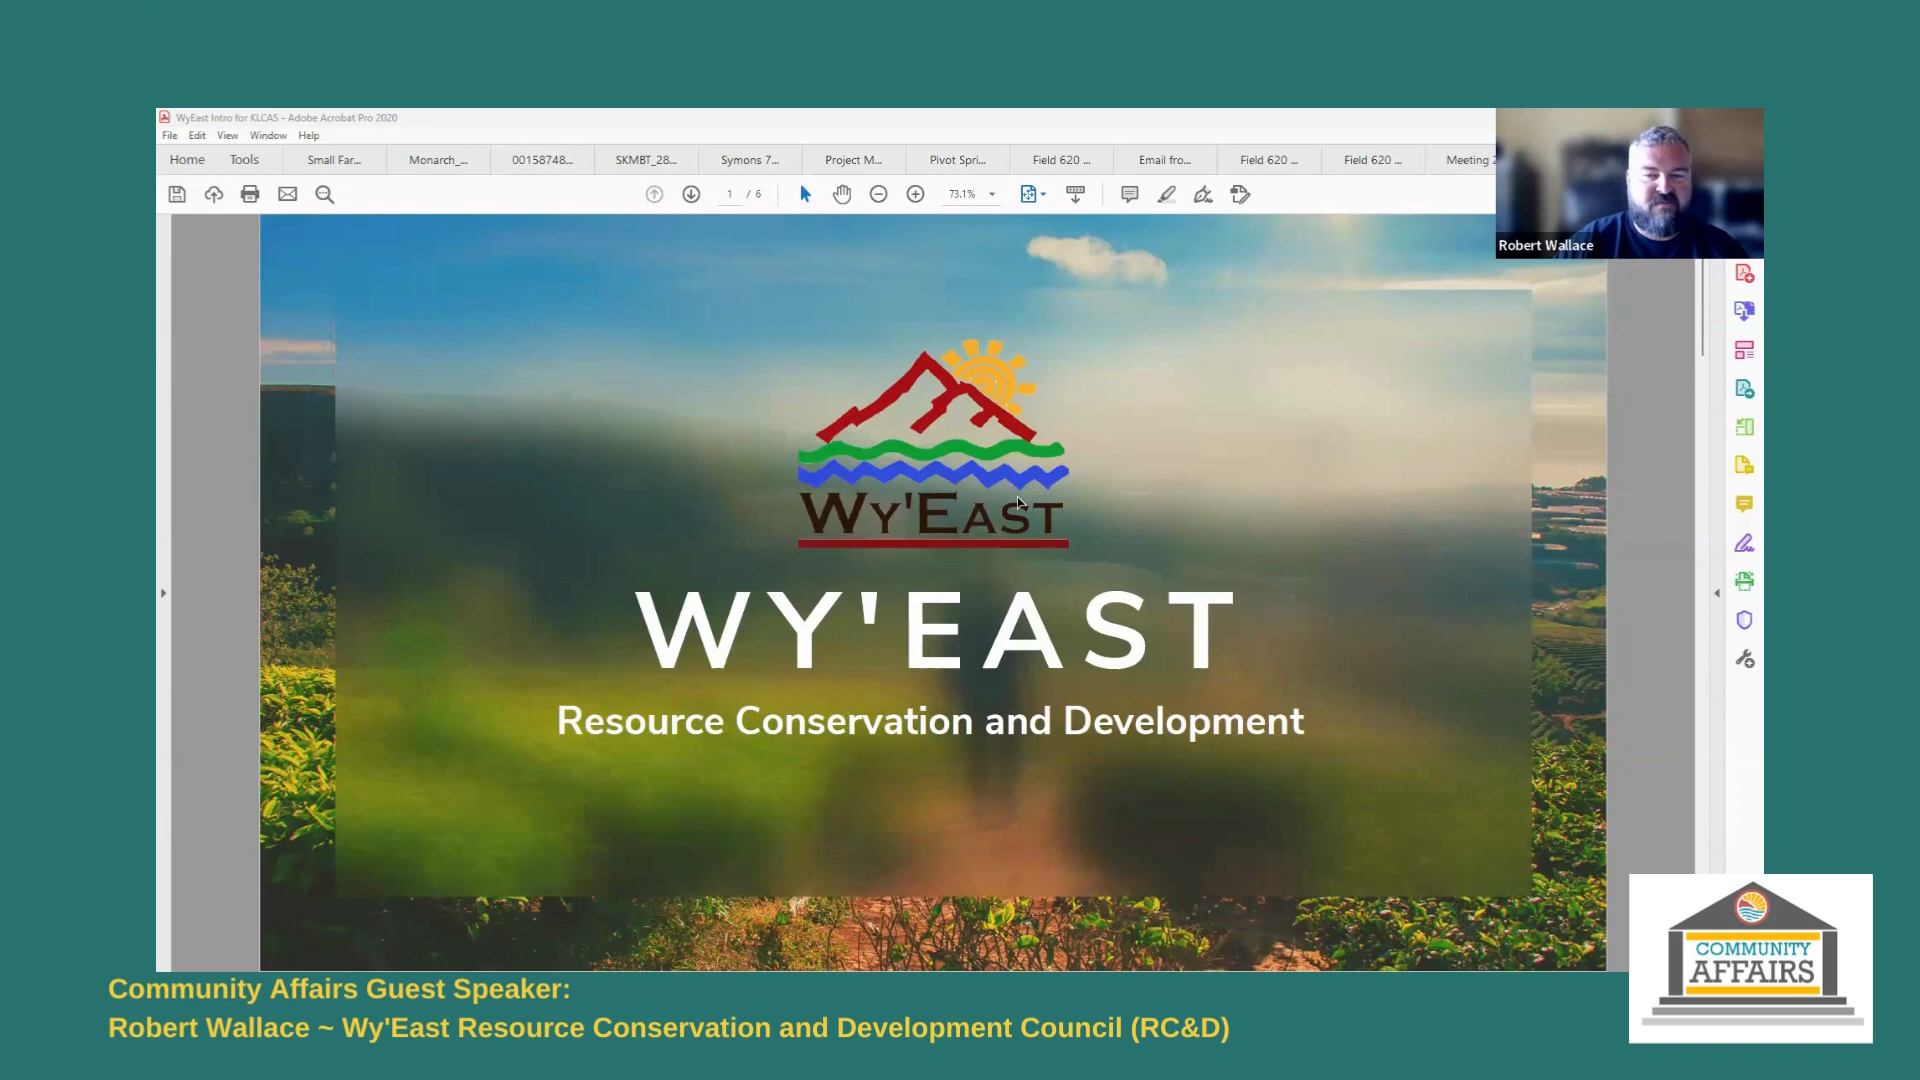 WyEast Intro for KLCAS - Adobe Acrobat Pro 2020
File Edit View Window Help
Home Tools Small Far... Monarch_... 00158748... SKMBT_28... Symons 7... Project M... Pivot Spri... Field 620 ... Email fro... Field 620 ... Field 620 ... Meeting
1 / 6 73.1%
Robert Wallace
WY'EAST
WY'EAST
Resource Conservation and Development
COMMUNITY
AFFAIRS
Community Affairs Guest Speaker:
Robert Wallace ~ Wy'East Resource Conservation and Development Council (RC&D)